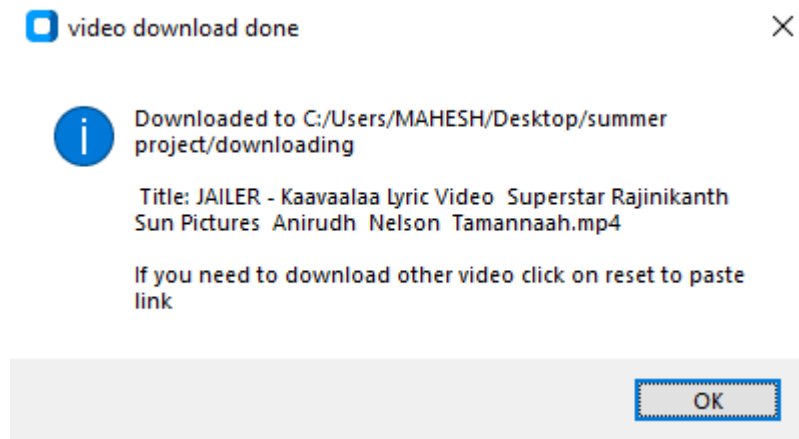 video download done
Downloaded to C:/Users/MAHESH/Desktop/summer
project/downloading
Title: JAILER - Kaavaalaa Lyric Video  Superstar Rajinikanth
Sun Pictures  Anirudh  Nelson  Tamannaah.mp4
If you need to download other video click on reset to paste
link
OK